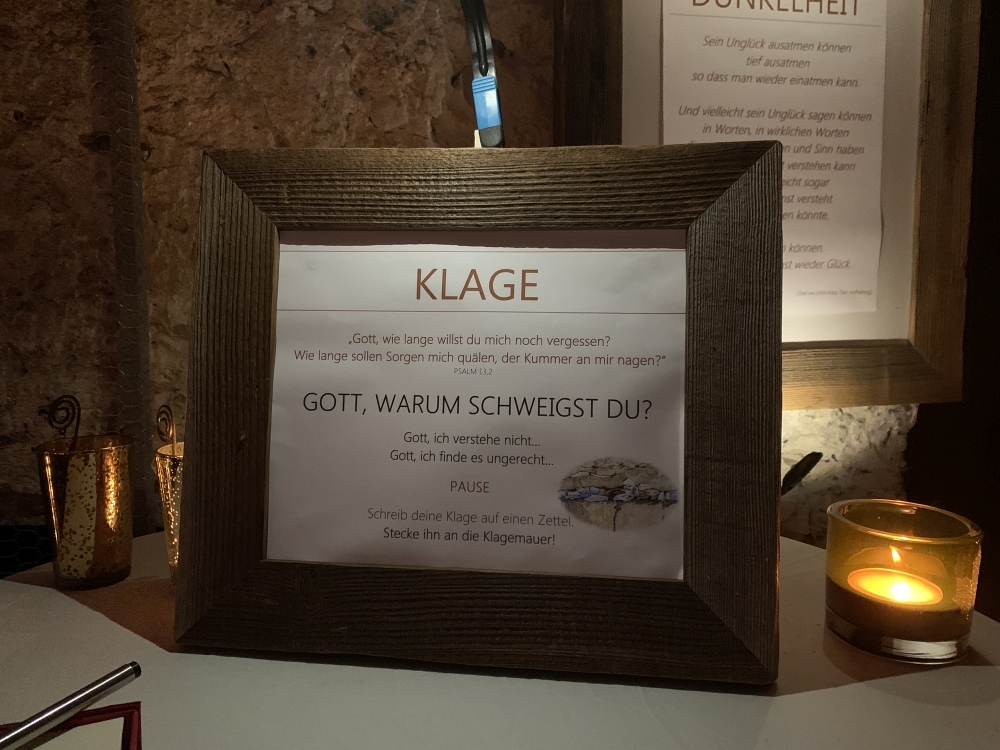 KLAGE
„Gott, wie lange willst du mich noch vergessen?
Wie lange sollen Sorgen mich quälen, der Kummer an mir nagen?“
PSALM 13,2
GOTT, WARUM SCHWEIGST DU?
Gott, ich verstehe nicht...
Gott, ich finde es ungerecht...
PAUSE
Schreib deine Klage auf einen Zettel.
Stecke ihn an die Klagemauer!
DUNKELHEIT
Sein Unglück ausatmen können
tief ausatmen
so dass man wieder einatmen kann.
Und vielleicht sein Unglück sagen können
in Worten, in wirklichen Worten
und Sinn haben
verstehen kann
sogar
versteht
könnte.
können.
wieder Glück.